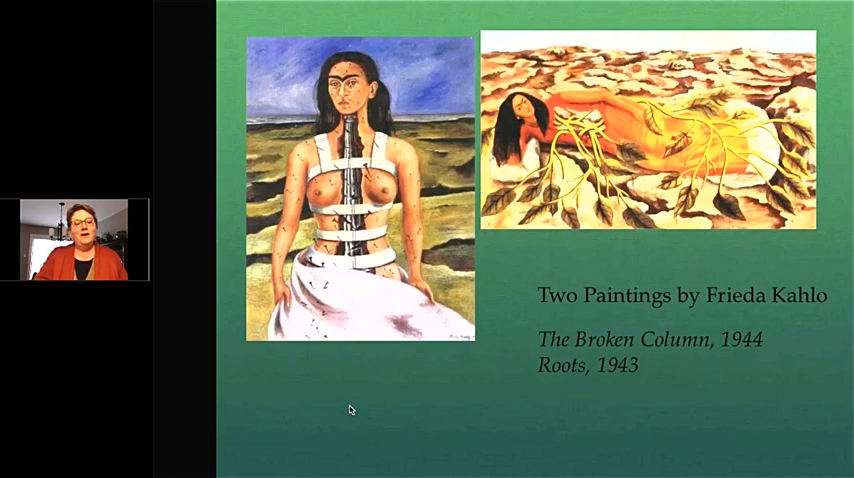 Two Paintings by Frieda Kahlo
The Broken Column, 1944
Roots, 1943